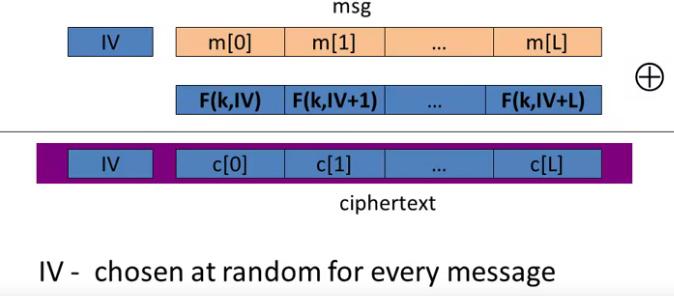 msg
IV m[0] m[1] ... m[L]
⊕
F(k,IV) F(k,IV+1) ... F(k,IV+L)
IV c[0] c[1] ... c[L]
ciphertext
IV - chosen at random for every message